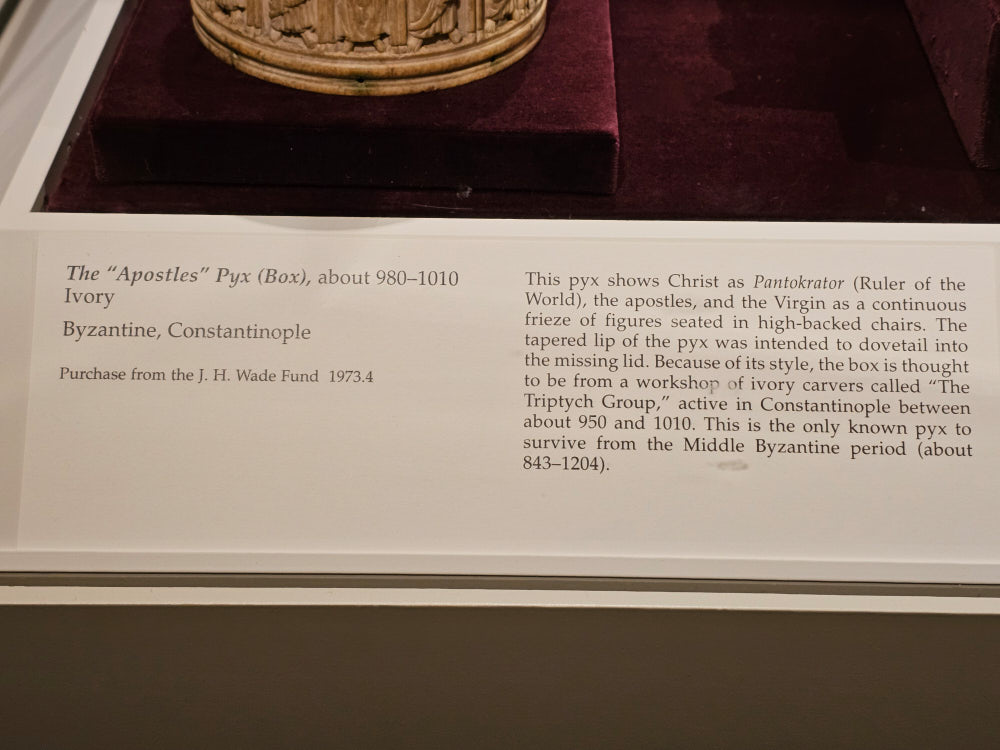 The "Apostles" Pyx (Box), about 980–1010
Ivory
Byzantine, Constantinople
Purchase from the J. H. Wade Fund 1973.4
This pyx shows Christ as Pantokrator (Ruler of the
World), the apostles, and the Virgin as a continuous
frieze of figures seated in high-backed chairs. The
tapered lip of the pyx was intended to dovetail into
the missing lid. Because of its style, the box is thought
to be from a workshop of ivory carvers called "The
Triptych Group," active in Constantinople between
about 950 and 1010. This is the only known pyx to
survive from the Middle Byzantine period (about
843–1204).